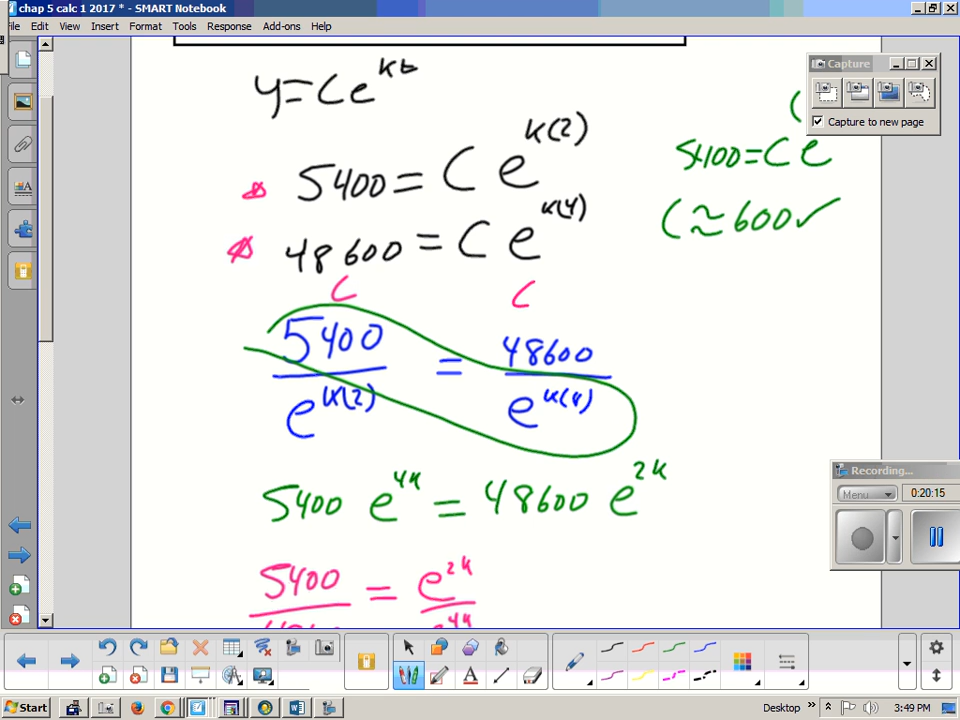 chap 5 calc 1 2017 * - SMART Notebook
File Edit View Insert Format Tools Options Add-ons Response Help
Capture
Capture to new page
y=Ce^kt
5400 = C e^k(2)
5400=Ce
48600 = C e^k(4)
C ≈ 600✓
C C
5400/e^k(2) = 48600/e^k(4)
5400 e^4k = 48600 e^2k
5400 = e^2k
e^4k
Recording...
Menu
0:20:15
Start
Desktop
3:49 PM